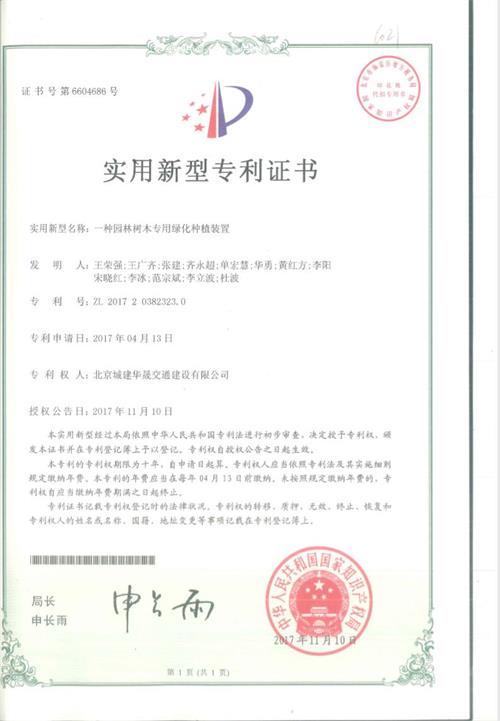 (02)
证书号第6604686号
印花税
代扣专用章
实用新型专利证书
实用新型名称：一种园林树木专用绿化种植装置
发 明 人：王荣强;王广齐;张建;齐永超;单宏慧;华勇;黄红方;李阳
宋晓红;李冰;范宗斌;李立波;杜波
专 利 号：ZL 2017 2 0382323.0
专利申请日：2017年04月13日
专 利 权 人：北京城建华晟交通建设有限公司
授权公告日：2017年11月10日
本实用新型经过本局依照中华人民共和国专利法进行初步审查，决定授予专利权，颁
发本证书并在专利登记簿上予以登记。专利权自授权公告之日起生效。
本专利的专利权期限为十年，自申请日起算。专利权人应当依照专利法及其实施细则
规定缴纳年费。本专利的年费应当在每年04月13日前缴纳。未按照规定缴纳年费的，专
利权自应当缴纳年费期满之日起终止。
专利证书记载专利权登记时的法律状况。专利权的转移、质押、无效、终止、恢复和
专利权人的姓名或名称、国籍、地址变更等事项记载在专利登记簿上。
局长
申长雨
申长雨
中华人民共和国国家知识产权局
2017年11月10日
第1页(共1页)